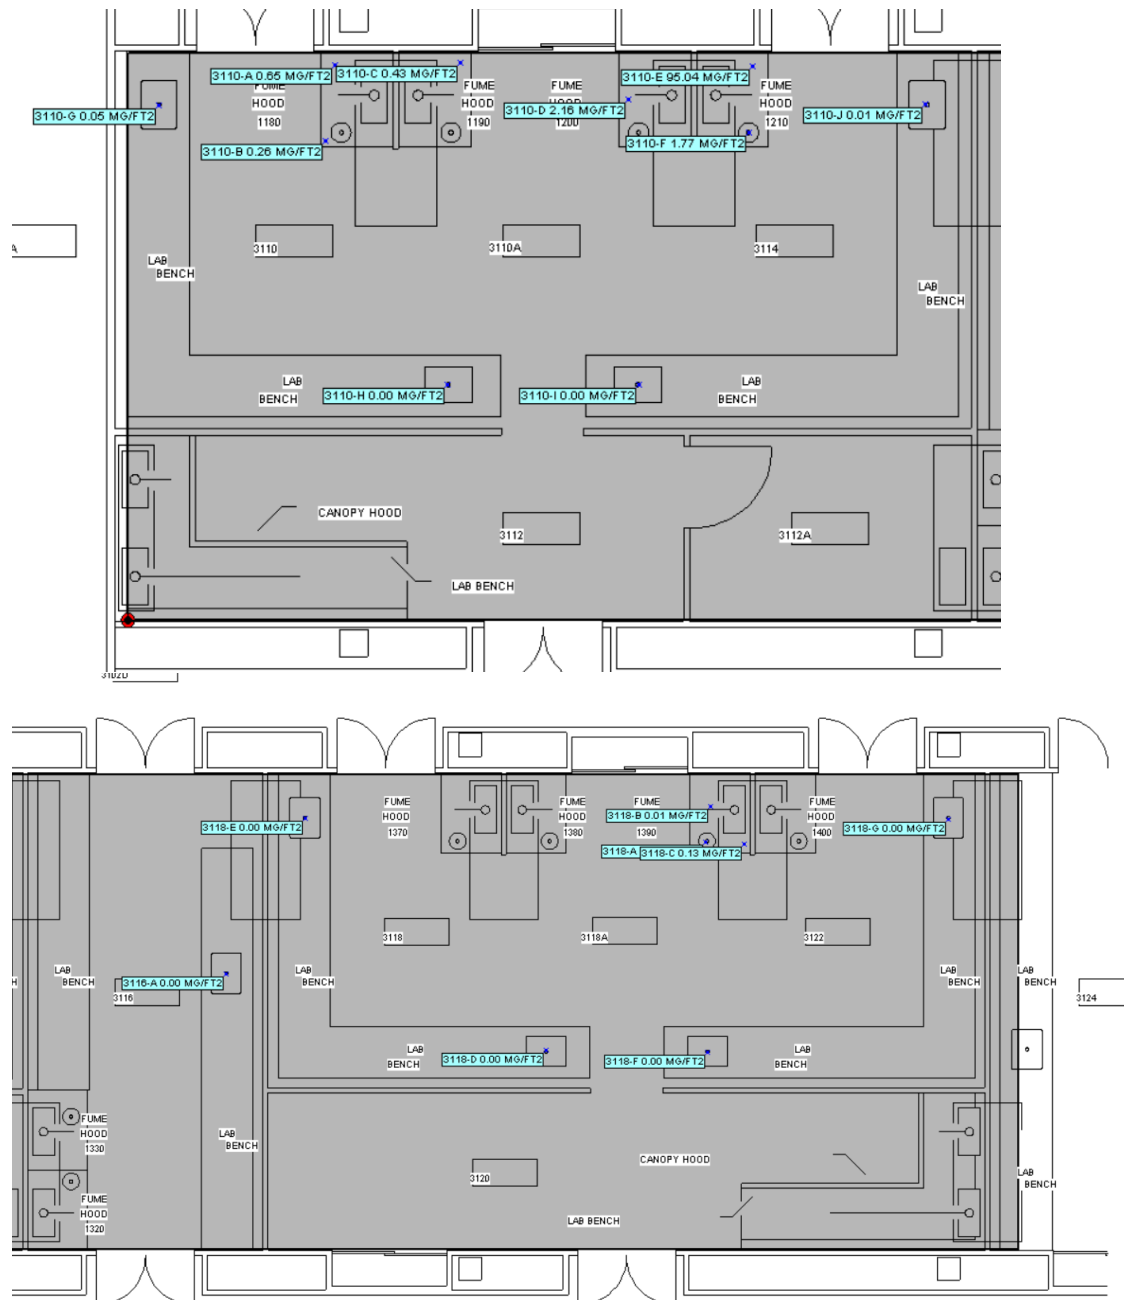 3110-A 0.65 MG/FT2
3110-C 0.43 MG/FT2
3110-E 95.04 MG/FT2
FUME
HOOD
1180
FUME
HOOD
1190
FUME
HOOD
1200
FUME
HOOD
1210
3110-G 0.05 MG/FT2
3110-D 2.16 MG/FT2
3110-J 0.01 MG/FT2
3110-B 0.26 MG/FT2
3110-F 1.77 MG/FT2
A
3110
3110A
3114
LAB
BENCH
LAB
BENCH
LAB
BENCH
LAB
BENCH
3110-H 0.00 MG/FT2
3110-I 0.00 MG/FT2
CANOPY HOOD
3112
3112A
LAB BENCH
3102D
3118-E 0.00 MG/FT2
FUME
HOOD
1370
FUME
HOOD
1380
FUME
HOOD
1390
FUME
HOOD
1400
3118-B 0.01 MG/FT2
3118-G 0.00 MG/FT2
3118-A
3118-C 0.13 MG/FT2
3118
3118A
3122
H
LAB
BENCH
LAB
BENCH
LAB
BENCH
LAB
BENCH
3116-A 0.00 MG/FT2
3116
3124
LAB
BENCH
LAB
BENCH
3118-D 0.00 MG/FT2
3118-F 0.00 MG/FT2
FUME
HOOD
1330
LAB
BENCH
CANOPY HOOD
3120
LAB
BENCH
FUME
HOOD
1320
LAB BENCH